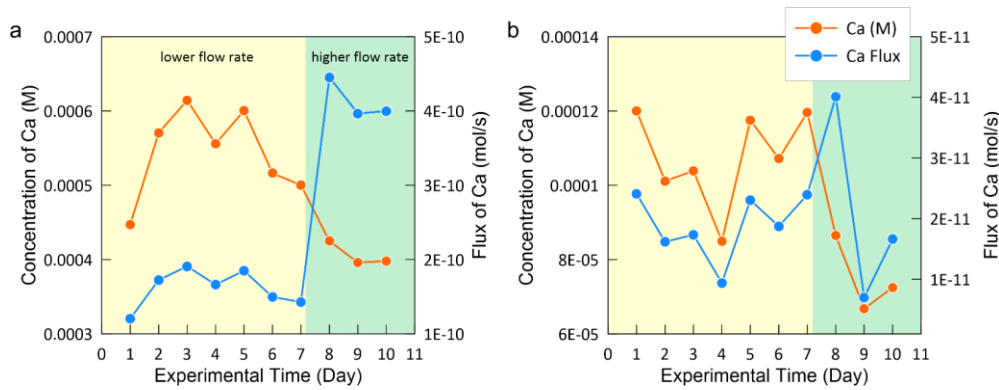 a
0.0007
0.0006
0.0005
0.0004
0.0003
Concentration of Ca (M)
lower flow rate
higher flow rate
5E-10
4E-10
3E-10
2E-10
1E-10
Flux of Ca (mol/s)
0 1 2 3 4 5 6 7 8 9 10 11
Experimental Time (Day)
b
0.00014
0.00012
0.0001
8E-05
6E-05
Concentration of Ca (M)
Ca (M)
Ca Flux
5E-11
4E-11
3E-11
2E-11
1E-11
Flux of Ca (mol/s)
0 1 2 3 4 5 6 7 8 9 10 11
Experimental Time (Day)